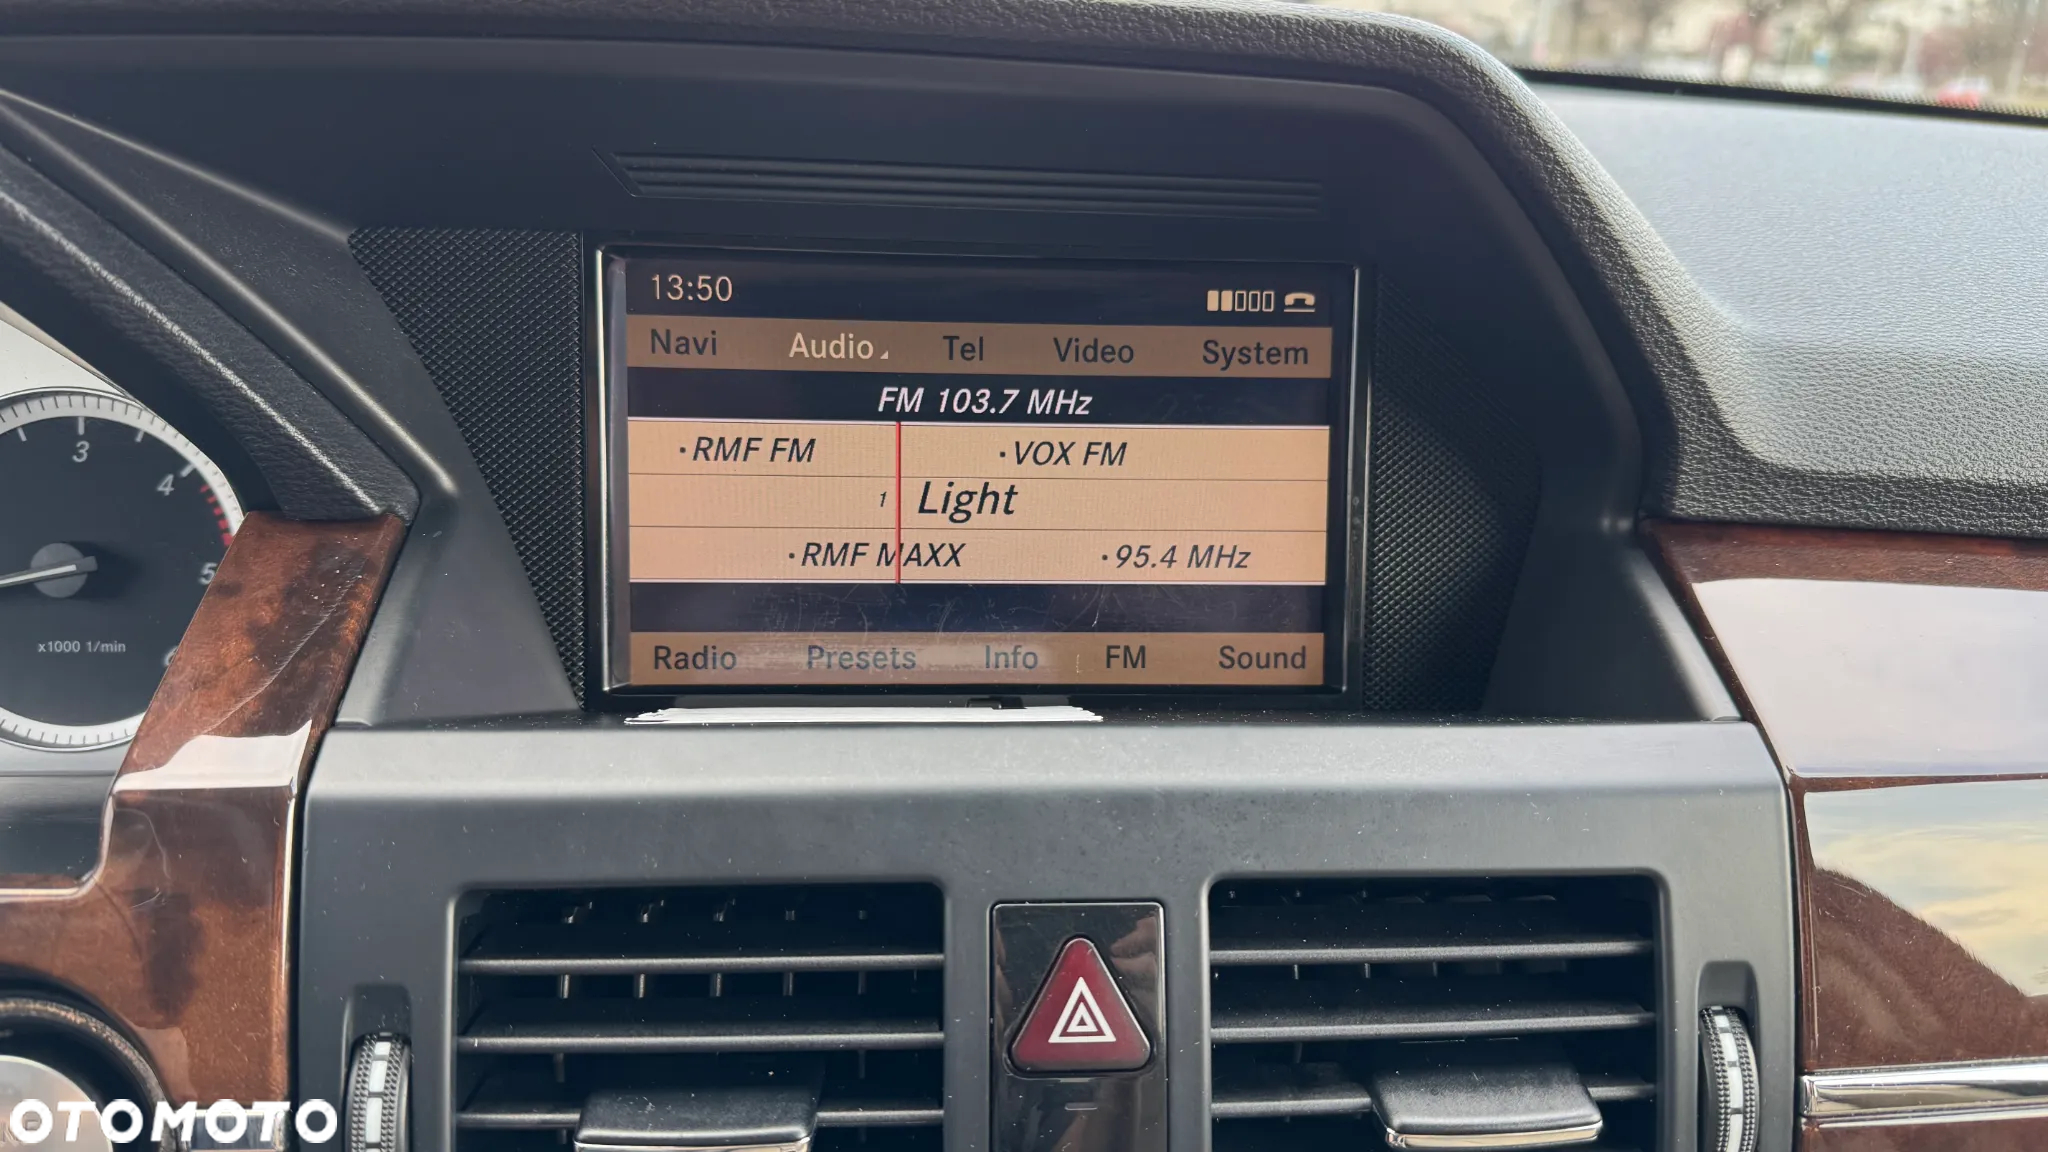 13:50
Navi Audio Tel Video System
FM 103.7 MHz
·RMF FM ·VOX FM
1 Light
·RMF MAXX ·95.4 MHz
Radio Presets Info FM Sound
3
4
5
6
x1000 1/min
OTOMOTO